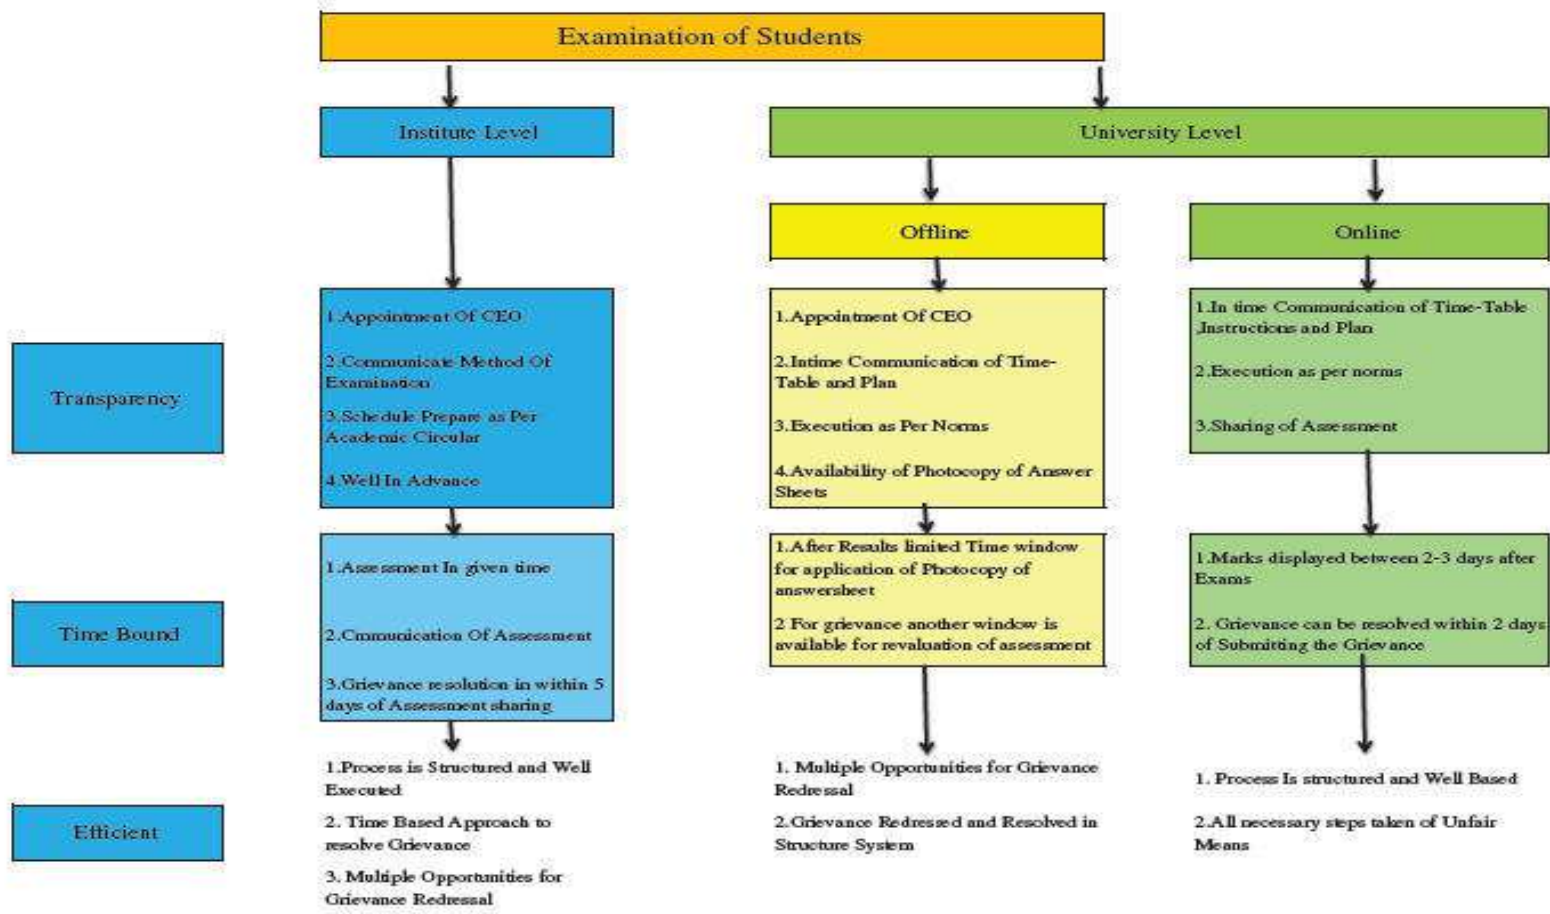 Examination of Students
Institute Level
University Level
Offline
Online
Transparency
1.Appointment Of CEO
2.Communicate Method Of
Examination
3.Schedule Prepare as Per
Academic Circular
4.Well In Advance
1.Appointment Of CEO
2.Intime Communication of Time-
Table and Plan
3.Execution as Per Norms
4.Availability of Photocopy of Answer
Sheets
1.In time Communication of Time-Table
,Instructions and Plan
2.Execution as per norms
3.Sharing of Assessment
Time Bound
1.Assessment In given time
2.Cmmunication Of Assessment
3.Grievance resolution in within 5
days of Assessment sharing
1.After Results limited Time window
for application of Photocopy of
answersheet
2 For grievance another window is
available for revaluation of assessment
1.Marks displayed between 2-3 days after
Exams
2. Grievance can be resolved within 2 days
of Submitting the Grievance
Efficient
1.Process is Structured and Well
Executed
2. Time Based Approach to
resolve Grievance
3. Multiple Opportunities for
Grievance Redressal
1. Multiple Opportunities for Grievance
Redressal
2.Grievance Redressed and Resolved in
Structure System
1. Process Is structured and Well Based
2.All necessary steps taken of Unfair
Means